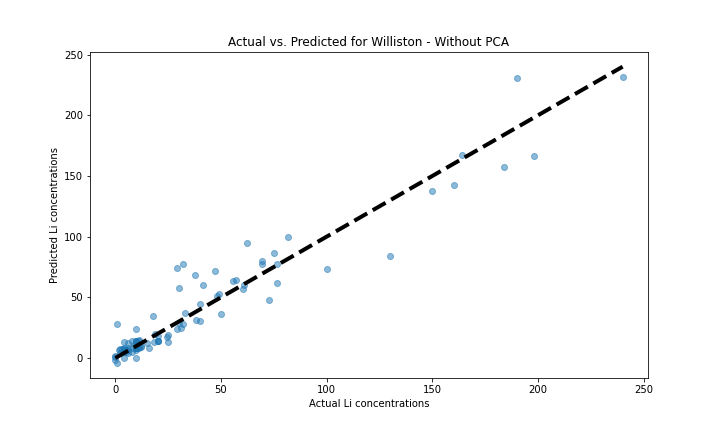 Actual vs. Predicted for Williston - Without PCA
250
200
150
100
50
0
Predicted Li concentrations
0 50 100 150 200 250
Actual Li concentrations